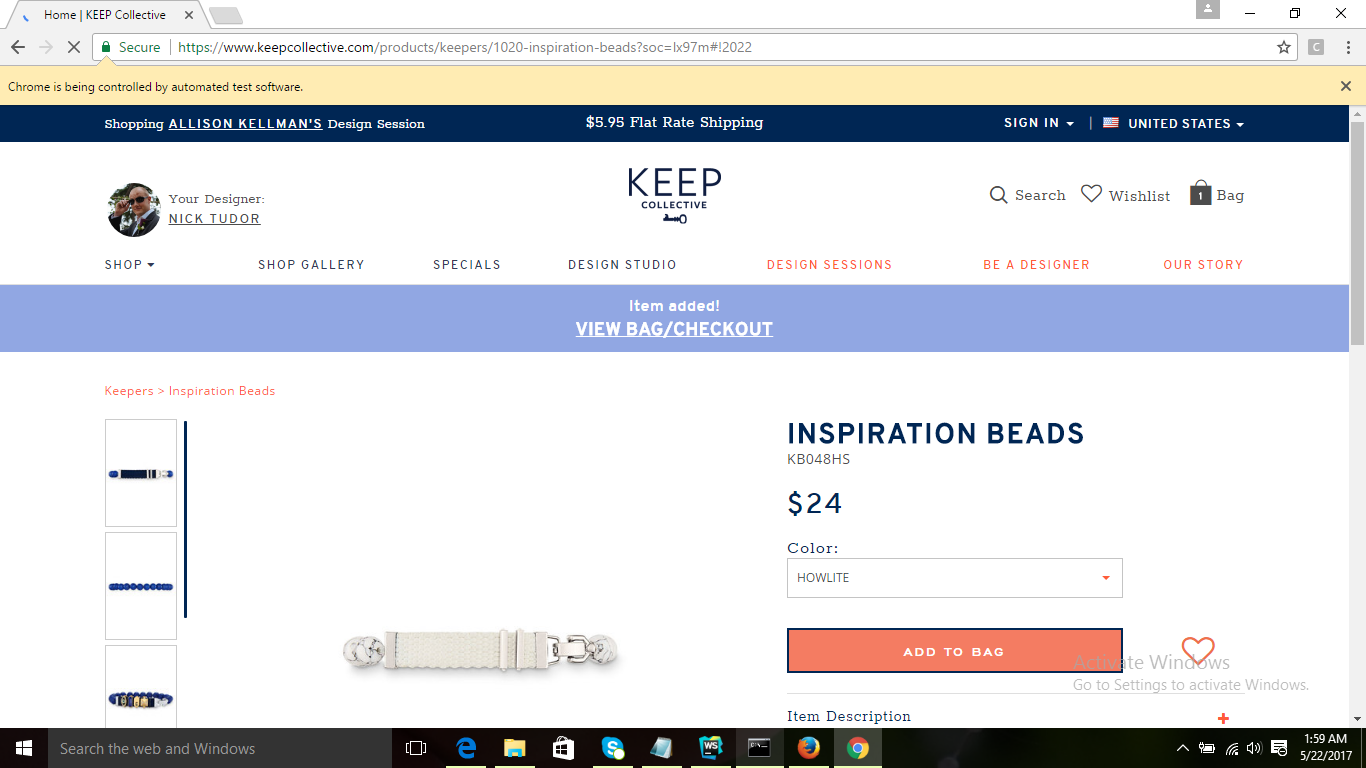 Home | KEEP Collective
Secure
https://www.keepcollective.com/products/keepers/1020-inspiration-beads?soc=lx97m#!2022
C
Chrome is being controlled by automated test software.
Shopping ALLISON KELLMAN'S Design Session
$5.95 Flat Rate Shipping
SIGN IN
|
UNITED STATES
Your Designer:
NICK TUDOR
KEEP
COLLECTIVE
Search
Wishlist
1
Bag
SHOP
SHOP GALLERY
SPECIALS
DESIGN STUDIO
DESIGN SESSIONS
BE A DESIGNER
OUR STORY
Item added!
VIEW BAG/CHECKOUT
Keepers > Inspiration Beads
INSPIRATION BEADS
KB048HS
$24
Color:
HOWLITE
ADD TO BAG
Activate Windows
Go to Settings to activate Windows.
Item Description
+
Search the web and Windows
1:59 AM
5/22/2017